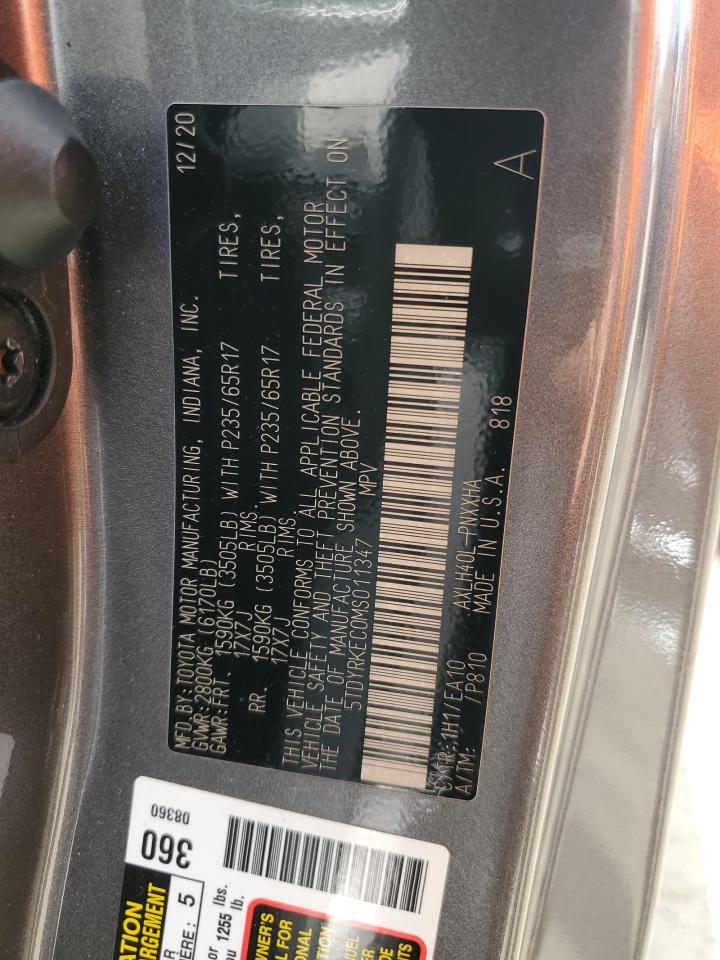 MFD.BY:TOYOTA MOTOR MANUFACTURING, INDIANA, INC. 12/20
GVWR:2800KG(6170LB)
GAWR:FRT 1590KG (3505LB) WITH P235/65R17 TIRES,
17X7J RIMS.
RR. 1590KG (3505LB) WITH P235/65R17 TIRES,
17X7J RIMS.
THIS VEHICLE CONFORMS TO ALL APPLICABLE FEDERAL MOTOR
VEHICLE SAFETY AND THEFT PREVENTION STANDARDS IN EFFECT ON
THE DATE OF MANUFACTURE SHOWN ABOVE.
5TDYRKEC0MS011347 MPV
C/TR:1H1/EA10 AXLH40L-PNXXHA
A/TM: /P810 MADE IN U.S.A. 818
A
360
08360
5
1255 lbs.